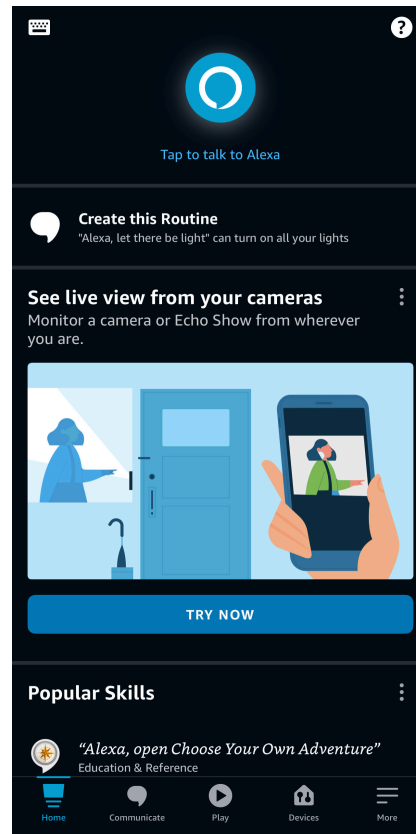 ?
Tap to talk to Alexa
Create this Routine
"Alexa, let there be light" can turn on all your lights
See live view from your cameras
Monitor a camera or Echo Show from wherever
you are.
TRY NOW
Popular Skills
“Alexa, open Choose Your Own Adventure”
Education & Reference
Home Communicate Play Devices More